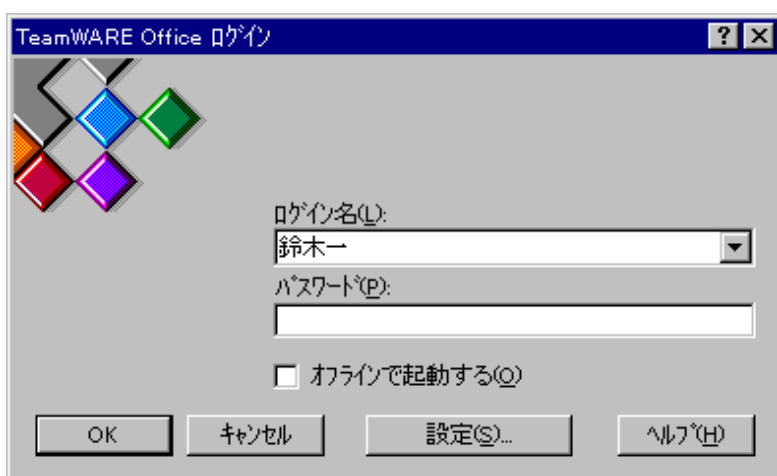 TeamWARE Office ﾛｸﾞｲﾝ
ﾛｸﾞｲﾝ名(L):
鈴木一
ﾊﾟｽﾜｰﾄﾞ(P):
ｵﾌﾗｲﾝで起動する(O)
OK ｷｬﾝｾﾙ 設定(S)... ﾍﾙﾌﾟ(H)